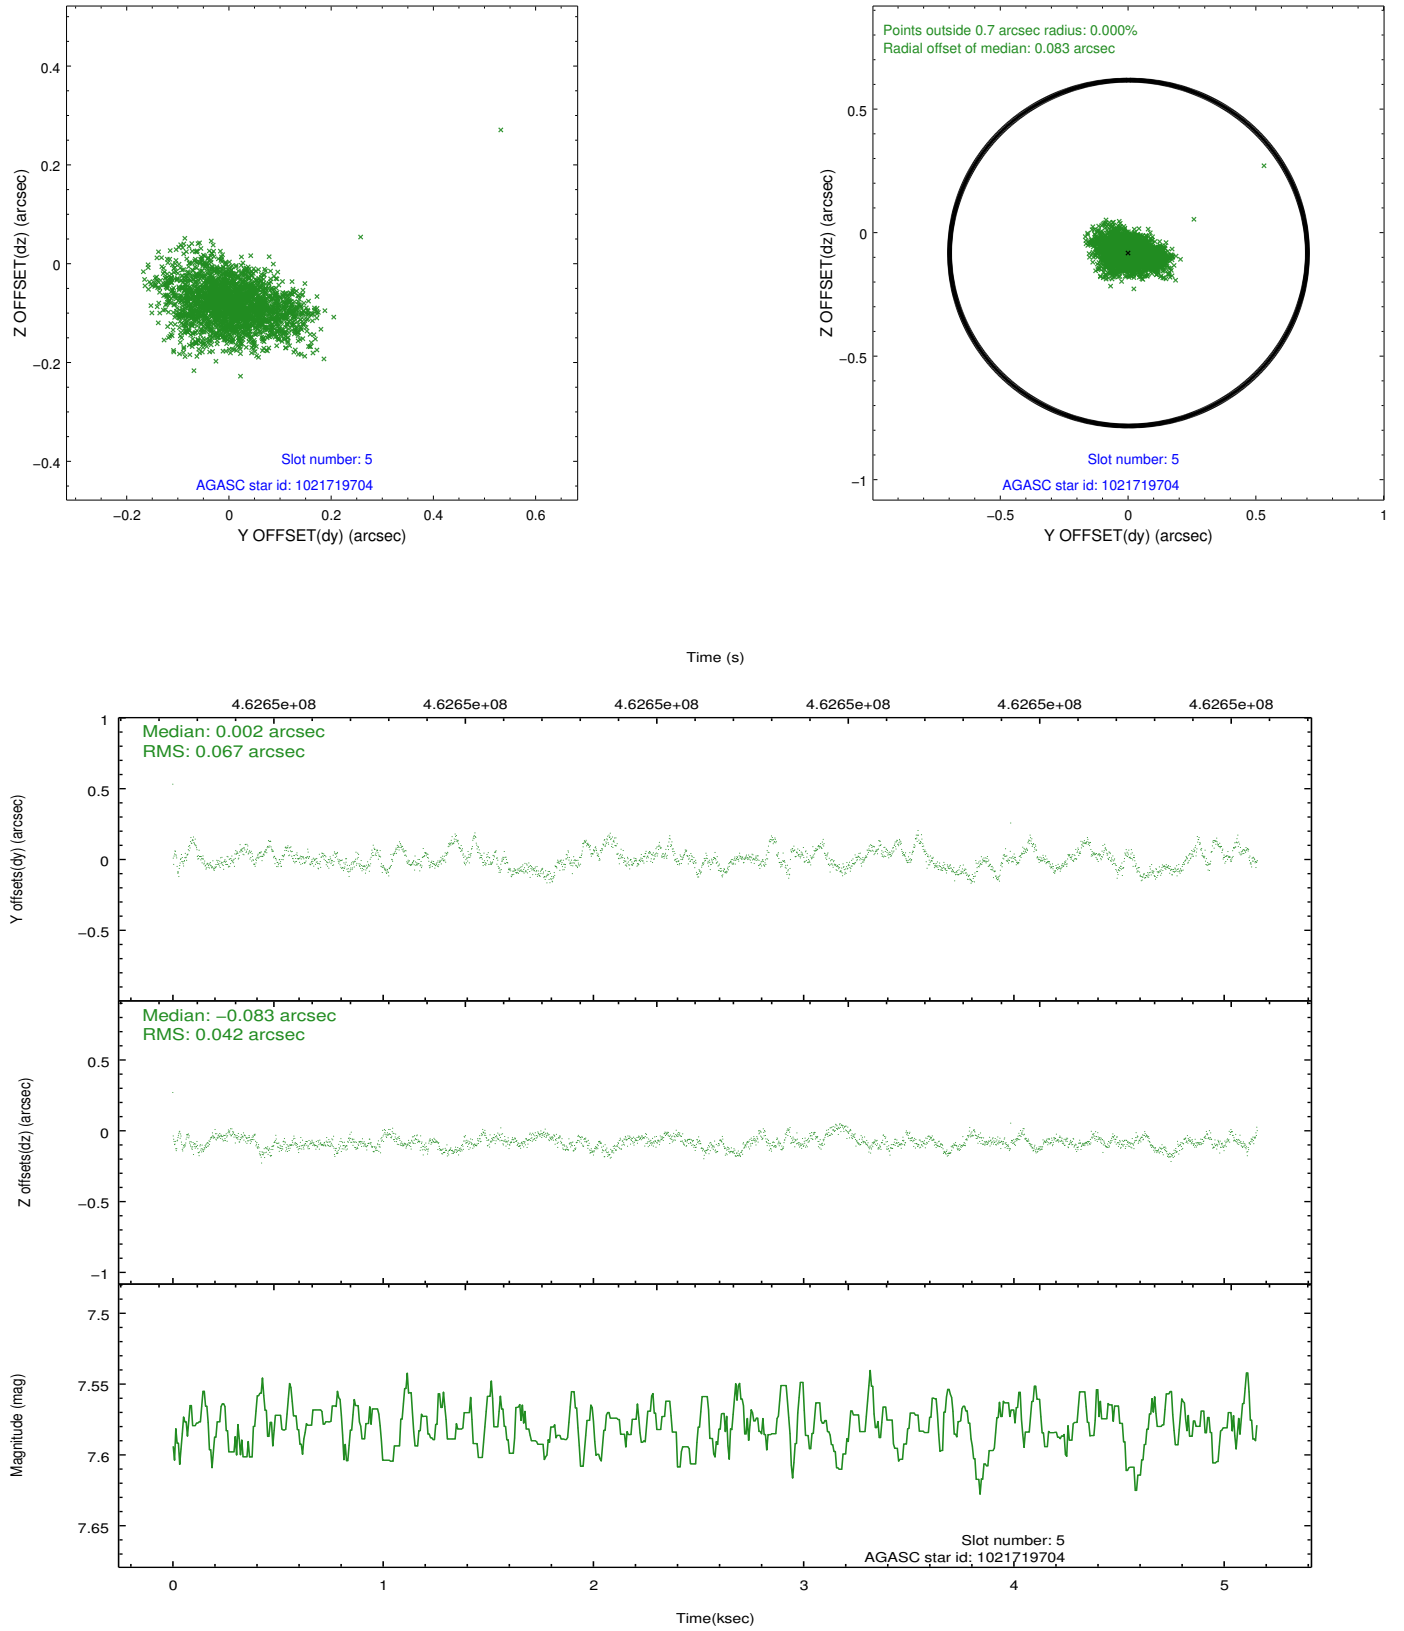 0.4
0.2
0
−0.2
−0.4
Z OFFSET(dz) (arcsec)
Slot number: 5
AGASC star id: 1021719704
−0.2 0 0.2 0.4 0.6
Y OFFSET(dy) (arcsec)
Points outside 0.7 arcsec radius: 0.000%
Radial offset of median: 0.083 arcsec
0.5
0
−0.5
−1
Z OFFSET(dz) (arcsec)
Slot number: 5
AGASC star id: 1021719704
−0.5 0 0.5 1
Y OFFSET(dy) (arcsec)
Time (s)
4.6265e+08 4.6265e+08 4.6265e+08 4.6265e+08 4.6265e+08 4.6265e+08
Median: 0.002 arcsec
RMS: 0.067 arcsec
1
0.5
0
−0.5
Y offsets(dy) (arcsec)
Median: −0.083 arcsec
RMS: 0.042 arcsec
0.5
0
−0.5
−1
Z offsets(dz) (arcsec)
7.5
7.55
7.6
7.65
Magnitude (mag)
Slot number: 5
AGASC star id: 1021719704
0 1 2 3 4 5
Time(ksec)